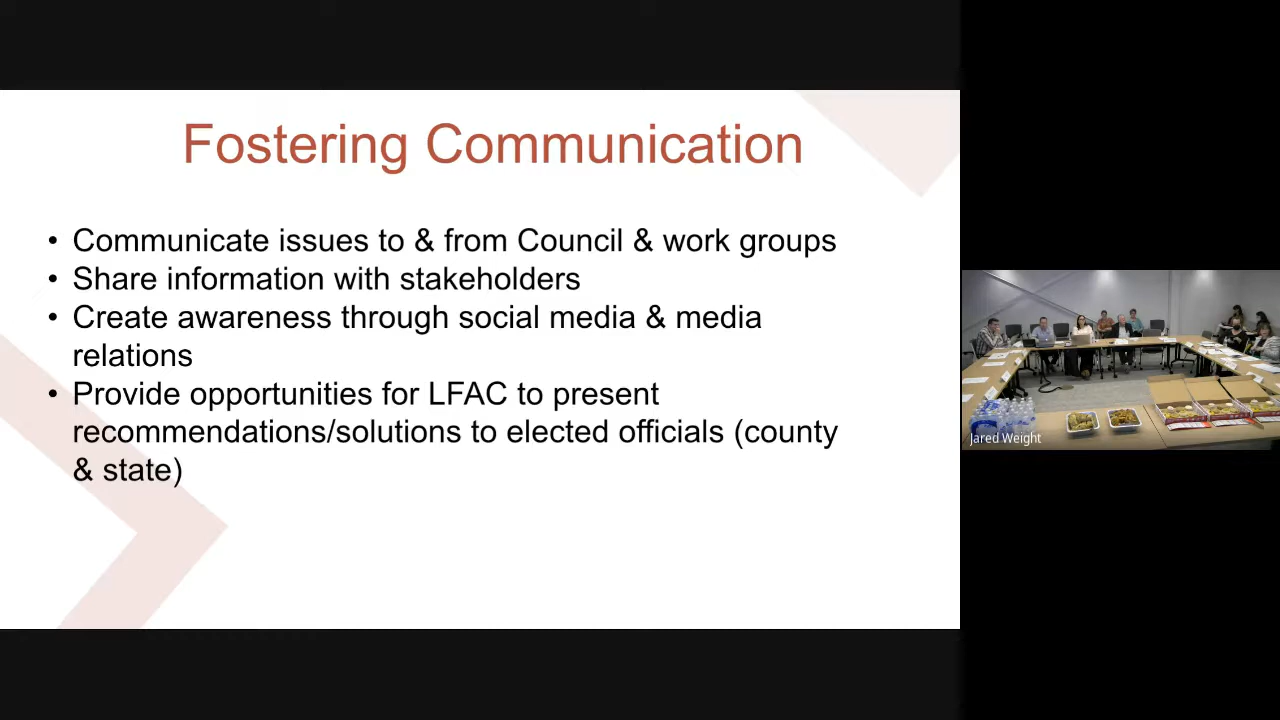 Fostering Communication
• Communicate issues to & from Council & work groups
• Share information with stakeholders
• Create awareness through social media & media
relations
• Provide opportunities for LFAC to present
recommendations/solutions to elected officials (county
& state)
Jared Weight